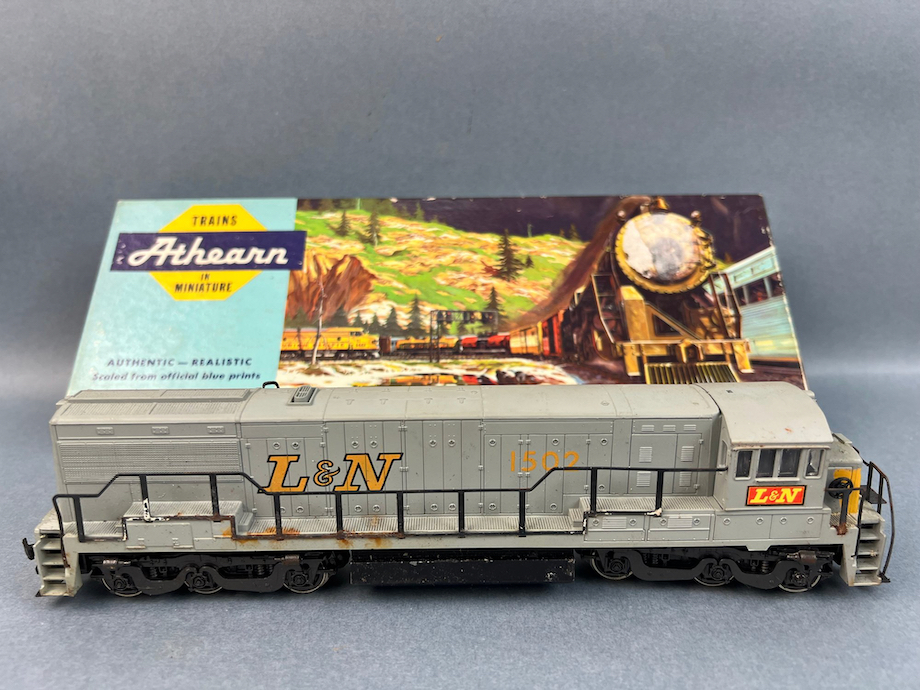 TRAINS
Athearn
IN
MINIATURE
AUTHENTIC — REALISTIC
Scaled from official blue prints
L&N
1502
L&N